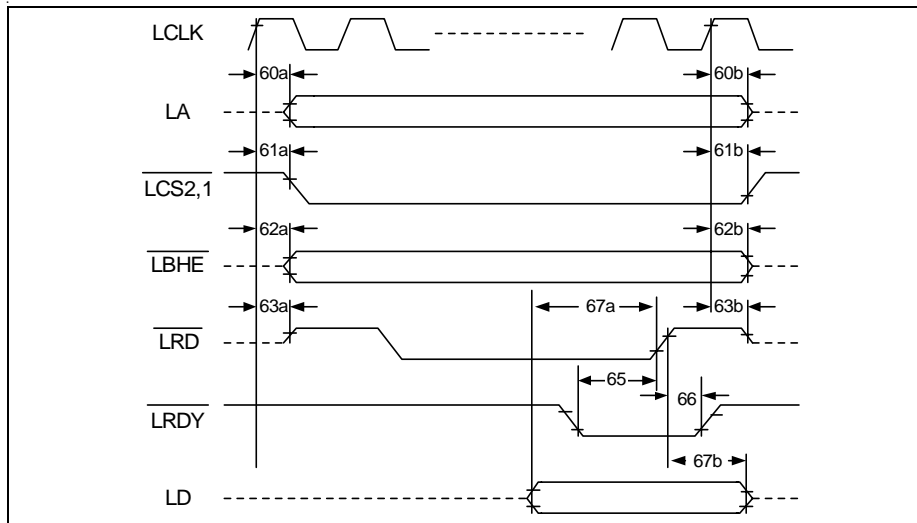 LCLK
60a 60b
LA
61a 61b
LCS2,1
62a 62b
LBHE
63a 67a 63b
LRD
65 66
LRDY
67b
LD